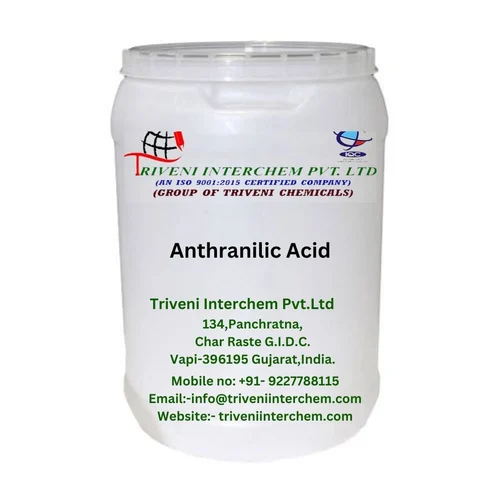 IQC
TRIVENI INTERCHEM PVT. LTD
(AN ISO 9001:2015 CERTIFIED COMPANY)
(GROUP OF TRIVENI CHEMICALS)
Anthranilic Acid
Triveni Interchem Pvt.Ltd
134,Panchratna,
Char Raste G.I.D.C.
Vapi-396195 Gujarat,India.
Mobile no: +91- 9227788115
Email:-info@triveniinterchem.com
Website:- triveniinterchem.com